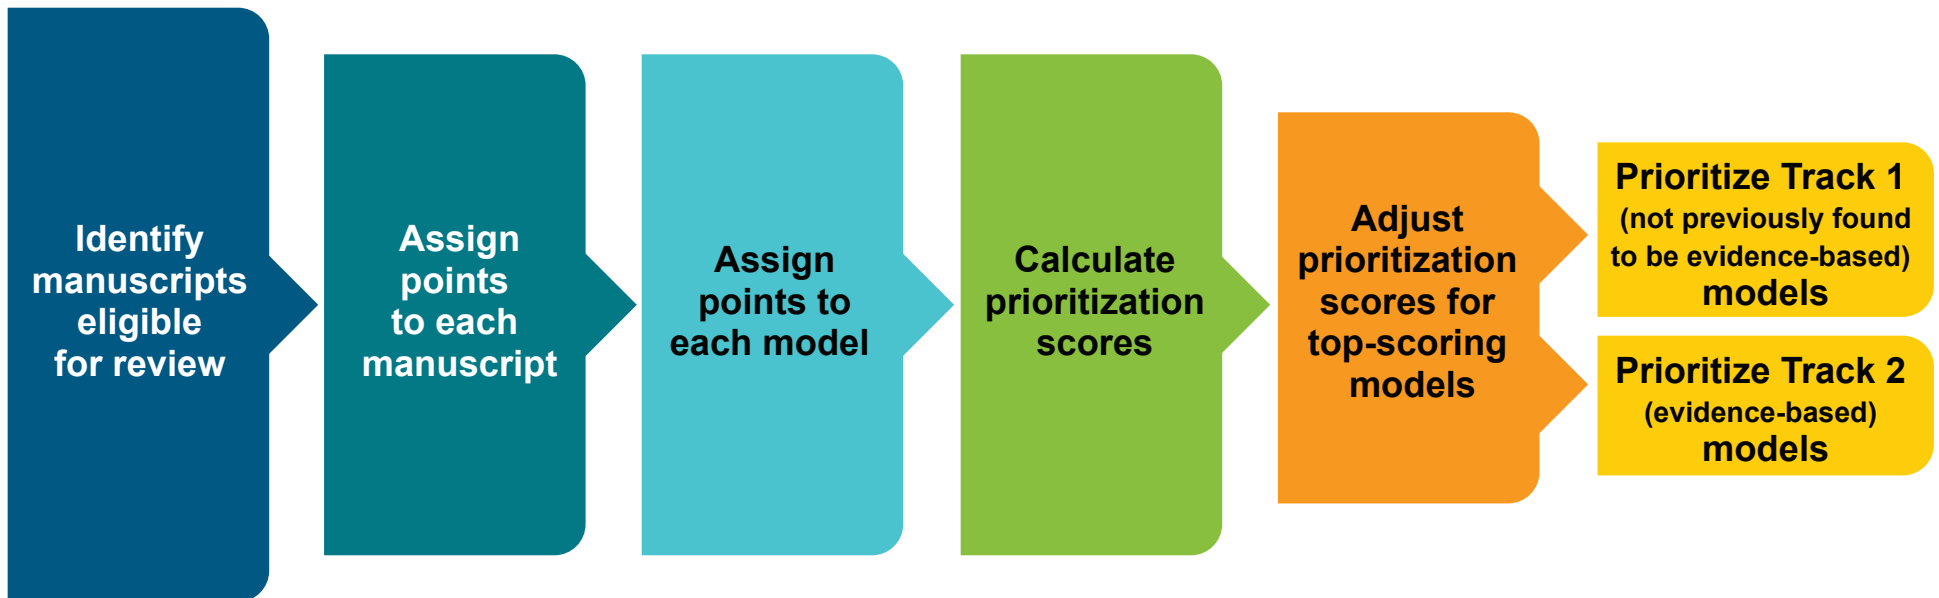 Identify
manuscripts
eligible
for review
Assign
points
to each
manuscript
Assign
points to
each model
Calculate
prioritization
scores
Adjust
prioritization
scores for
top-scoring
models
Prioritize Track 1
(not previously found
to be evidence-based)
models
Prioritize Track 2
(evidence-based)
models